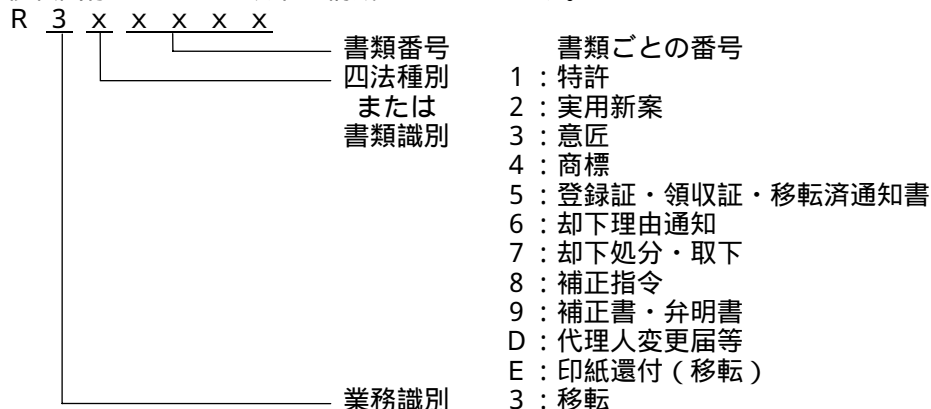 R 3 x x x x x
書類番号 書類ごとの番号
四法種別 1：特許
または 2：実用新案
書類識別 3：意匠
4：商標
5：登録証・領収証・移転済通知書
6：却下理由通知
7：却下処分・取下
8：補正指令
9：補正書・弁明書
D：代理人変更届等
E：印紙還付（移転）
業務識別 3：移転